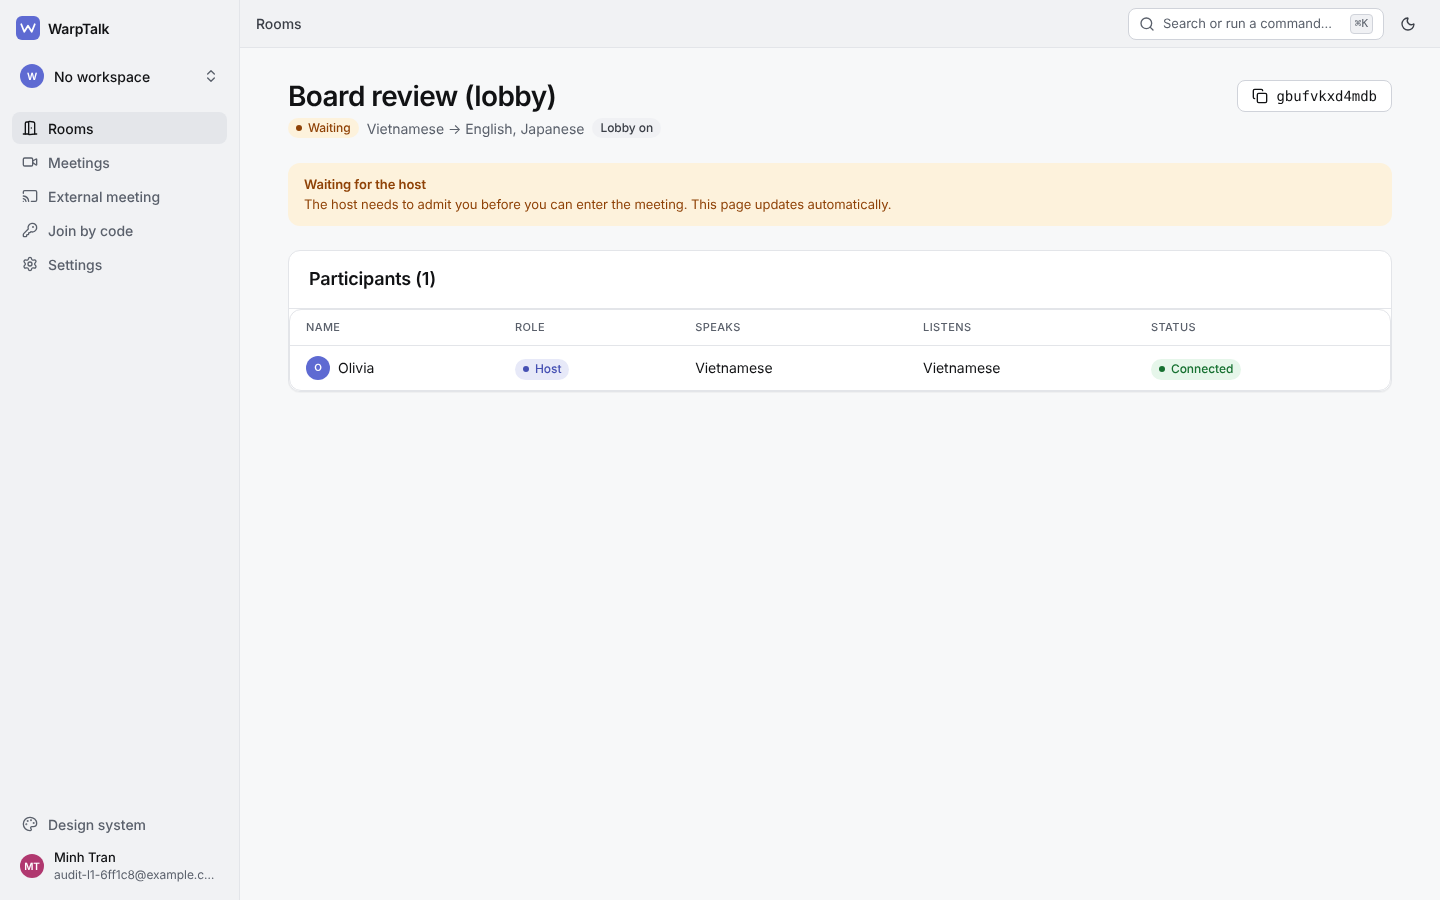 WarpTalk
Rooms
Search or run a command...
⌘K
W
No workspace
Rooms
Meetings
External meeting
Join by code
Settings
Board review (lobby)
gbufvkxd4mdb
Waiting
Vietnamese → English, Japanese
Lobby on
Waiting for the host
The host needs to admit you before you can enter the meeting. This page updates automatically.
Participants (1)
NAME ROLE SPEAKS LISTENS STATUS
O Olivia Host Vietnamese Vietnamese Connected
Design system
MT
Minh Tran
audit-l1-6ff1c8@example.c...